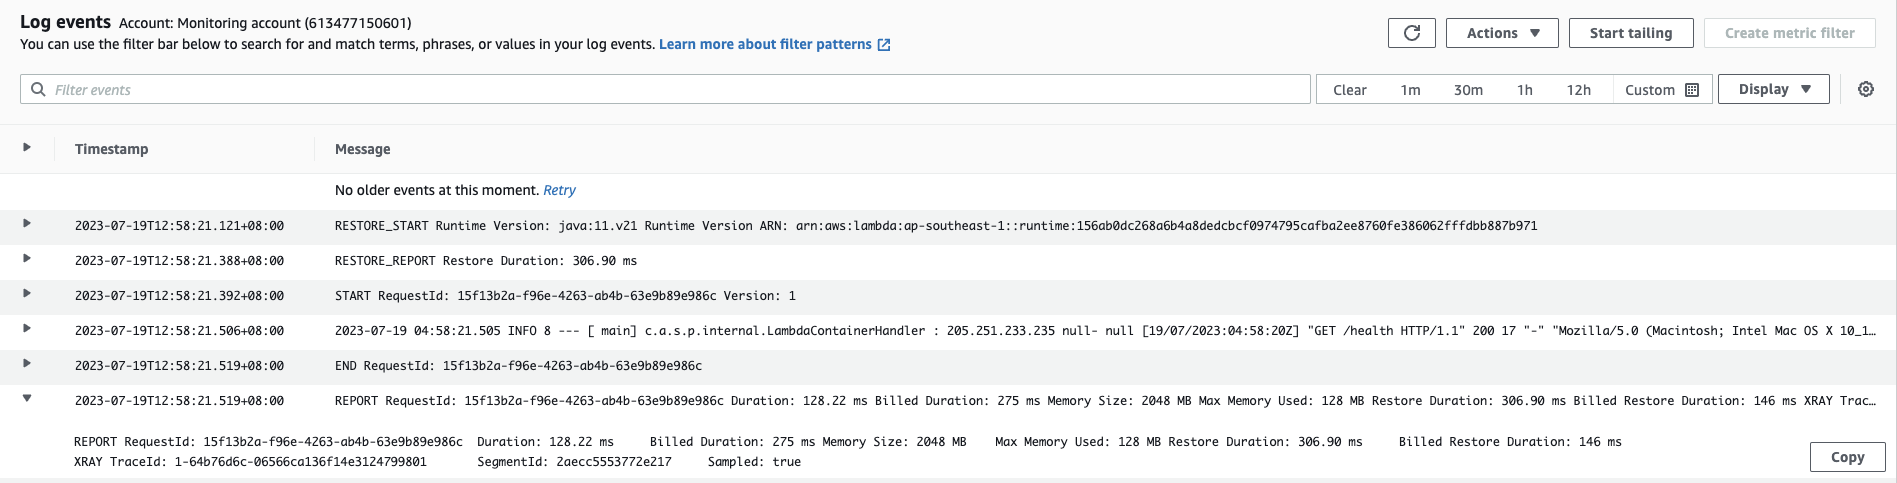 Log events Account: Monitoring account (613477150601)
You can use the filter bar below to search for and match terms, phrases, or values in your log events. Learn more about filter patterns
Actions Start tailing Create metric filter
Filter events Clear 1m 30m 1h 12h Custom Display
Timestamp Message
No older events at this moment. Retry
2023-07-19T12:58:21.121+08:00 RESTORE_START Runtime Version: java:11.v21 Runtime Version ARN: arn:aws:lambda:ap-southeast-1::runtime:156ab0dc268a6b4a8dedcbcf0974795cafba2ee8760fe386062fffdbb887b971
2023-07-19T12:58:21.388+08:00 RESTORE_REPORT Restore Duration: 306.90 ms
2023-07-19T12:58:21.392+08:00 START RequestId: 15f13b2a-f96e-4263-ab4b-63e9b89e986c Version: 1
2023-07-19T12:58:21.506+08:00 2023-07-19 04:58:21.505 INFO 8 --- [ main] c.a.s.p.internal.LambdaContainerHandler : 205.251.233.235 null- null [19/07/2023:04:58:20Z] "GET /health HTTP/1.1" 200 17 "-" "Mozilla/5.0 (Macintosh; Intel Mac OS X 10_1…
2023-07-19T12:58:21.519+08:00 END RequestId: 15f13b2a-f96e-4263-ab4b-63e9b89e986c
2023-07-19T12:58:21.519+08:00 REPORT RequestId: 15f13b2a-f96e-4263-ab4b-63e9b89e986c Duration: 128.22 ms Billed Duration: 275 ms Memory Size: 2048 MB Max Memory Used: 128 MB Restore Duration: 306.90 ms Billed Restore Duration: 146 ms XRAY Trac…
REPORT RequestId: 15f13b2a-f96e-4263-ab4b-63e9b89e986c Duration: 128.22 ms Billed Duration: 275 ms Memory Size: 2048 MB Max Memory Used: 128 MB Restore Duration: 306.90 ms Billed Restore Duration: 146 ms
XRAY TraceId: 1-64b76d6c-06566ca136f14e3124799801 SegmentId: 2aecc5553772e217 Sampled: true
Copy